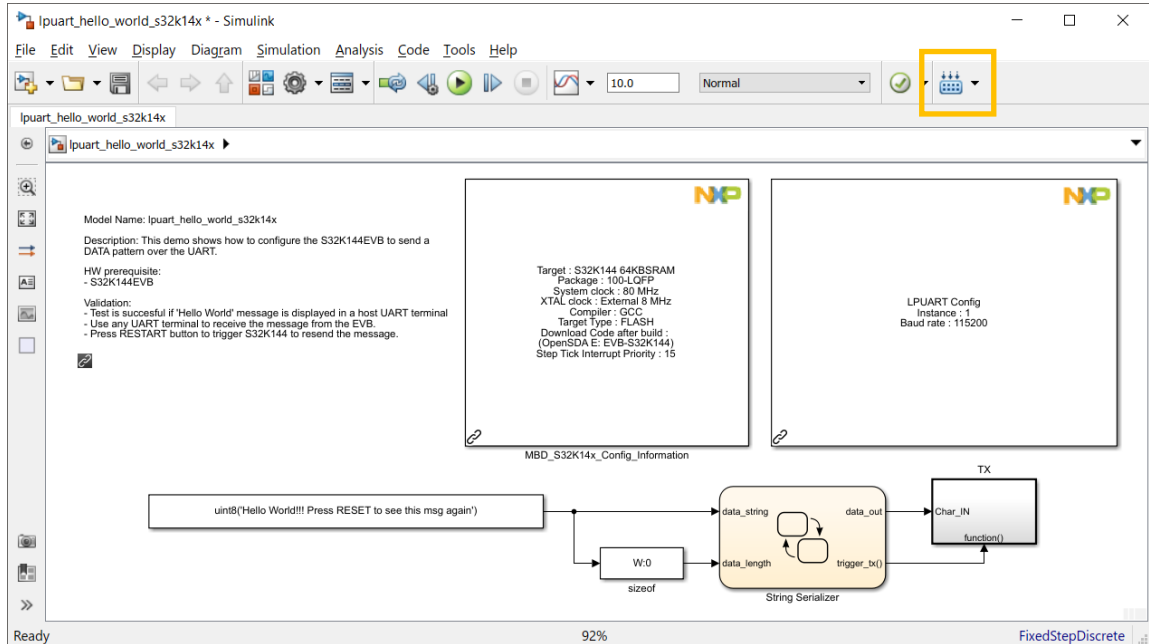 lpuart_hello_world_s32k14x * - Simulink
File Edit View Display Diagram Simulation Analysis Code Tools Help
10.0
Normal
lpuart_hello_world_s32k14x
lpuart_hello_world_s32k14x
NXP
NXP
Model Name: lpuart_hello_world_s32k14x
Description: This demo shows how to configure the S32K144EVB to send a
DATA pattern over the UART.
HW prerequisite:
- S32K144EVB
Validation:
- Test is succesful if 'Hello World' message is displayed in a host UART terminal
- Use any UART terminal to receive the message from the EVB.
- Press RESTART button to trigger S32K144 to resend the message.
Target : S32K144 64KBSRAM
Package : 100-LQFP
System clock : 80 MHz
XTAL clock : External 8 MHz
Compiler : GCC
Target Type : FLASH
Download Code after build :
(OpenSDA E: EVB-S32K144)
Step Tick Interrupt Priority : 15
LPUART Config
Instance : 1
Baud rate : 115200
MBD_S32K14x_Config_Information
TX
uint8('Hello World!!! Press RESET to see this msg again')
data_string
data_out
Char_IN
function()
W:0
data_length
trigger_tx()
sizeof
String Serializer
Ready
92%
FixedStepDiscrete